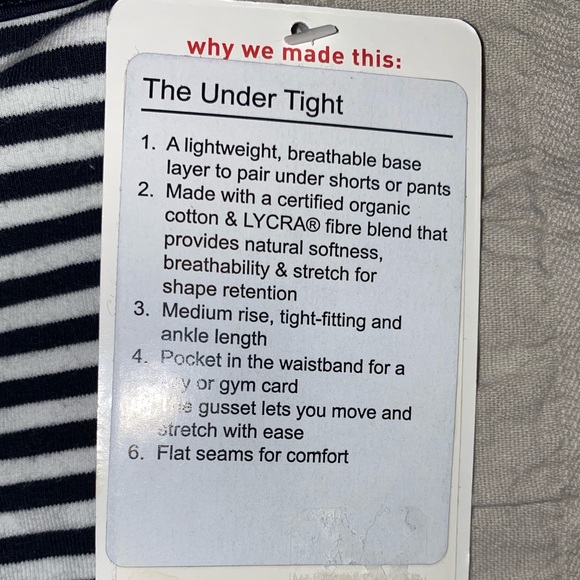 why we made this:
The Under Tight
1. A lightweight, breathable base
layer to pair under shorts or pants
2. Made with a certified organic
cotton & LYCRA® fibre blend that
provides natural softness,
breathability & stretch for
shape retention
3. Medium rise, tight-fitting and
ankle length
4. Pocket in the waistband for a
or gym card
gusset lets you move and
stretch with ease
6. Flat seams for comfort